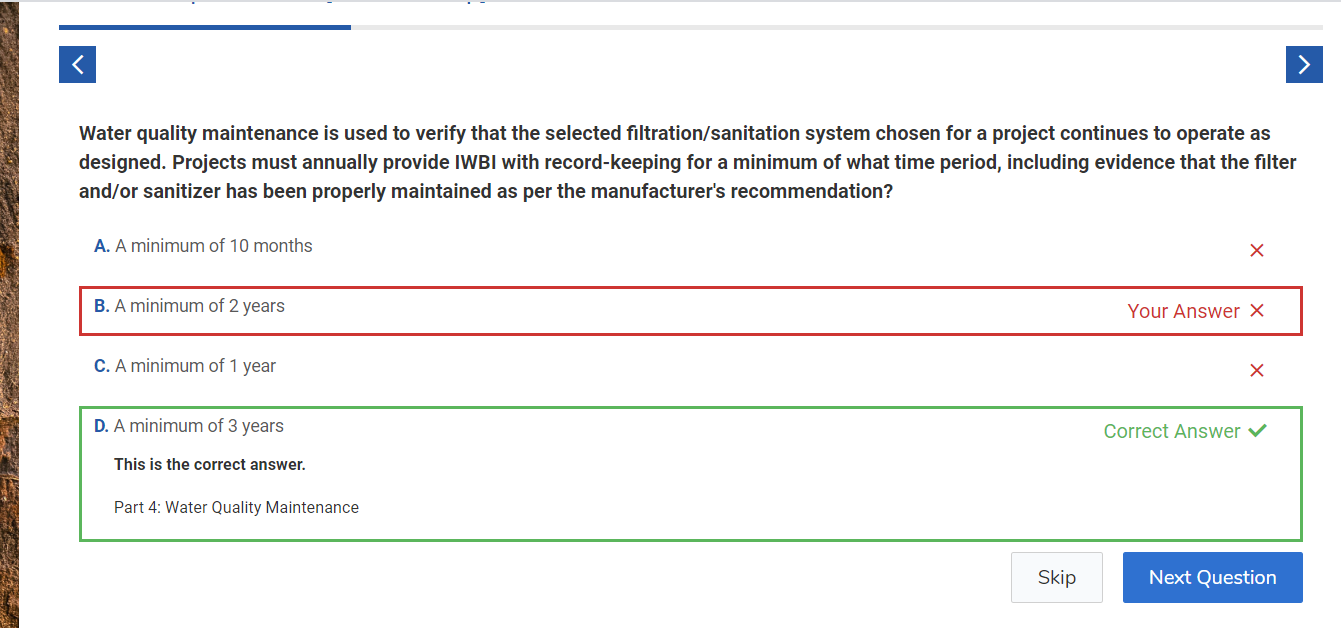 Water quality maintenance is used to verify that the selected filtration/sanitation system chosen for a project continues to operate as
designed. Projects must annually provide IWBI with record-keeping for a minimum of what time period, including evidence that the filter
and/or sanitizer has been properly maintained as per the manufacturer's recommendation?
A. A minimum of 10 months
B. A minimum of 2 years
Your Answer
C. A minimum of 1 year
D. A minimum of 3 years
Correct Answer
This is the correct answer.
Part 4: Water Quality Maintenance
Skip
Next Question